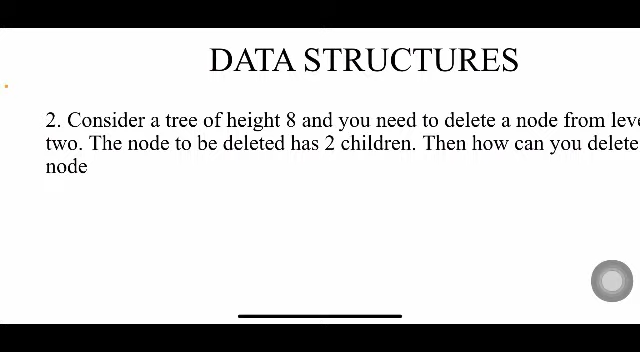 DATA STRUCTURES
2. Consider a tree of height 8 and you need to delete a node from
two. The node to be deleted has 2 children. Then how can you delete
node